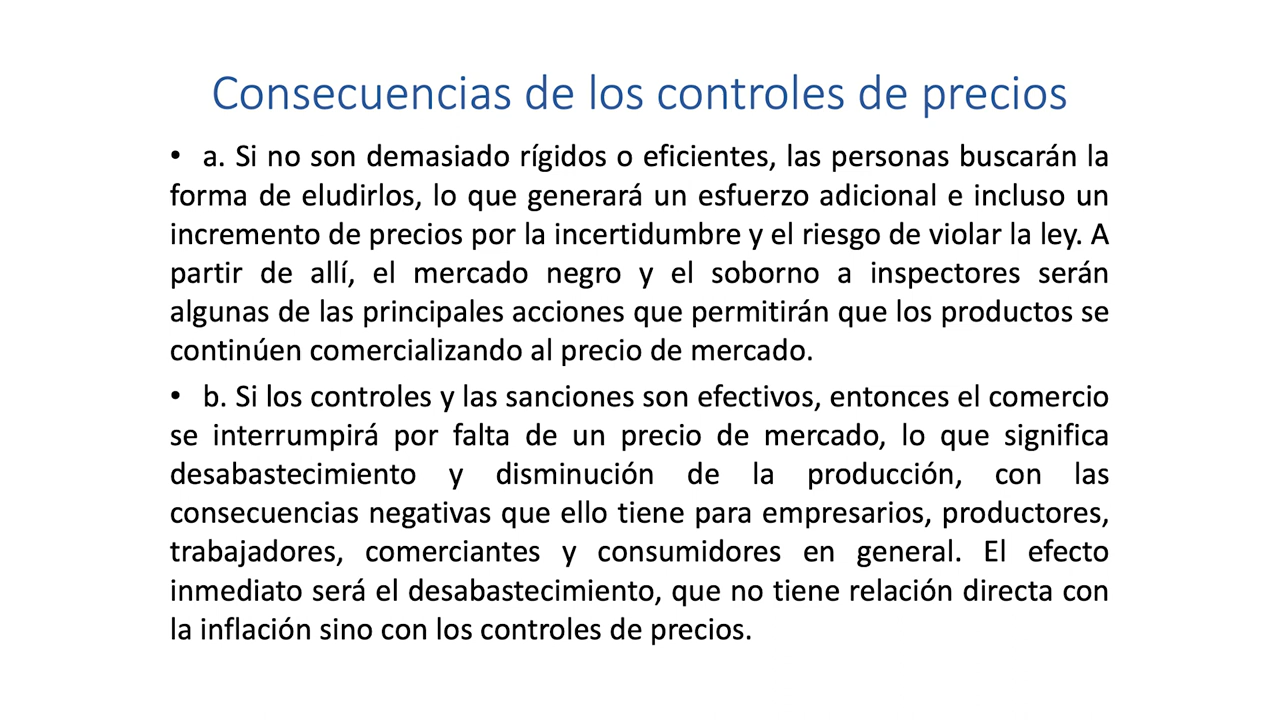 Consecuencias de los controles de precios
• a. Si no son demasiado rígidos o eficientes, las personas buscarán la
forma de eludirlos, lo que generará un esfuerzo adicional e incluso un
incremento de precios por la incertidumbre y el riesgo de violar la ley. A
partir de allí, el mercado negro y el soborno a inspectores serán
algunas de las principales acciones que permitirán que los productos se
continúen comercializando al precio de mercado.
• b. Si los controles y las sanciones son efectivos, entonces el comercio
se interrumpirá por falta de un precio de mercado, lo que significa
desabastecimiento y disminución de la producción, con las
consecuencias negativas que ello tiene para empresarios, productores,
trabajadores, comerciantes y consumidores en general. El efecto
inmediato será el desabastecimiento, que no tiene relación directa con
la inflación sino con los controles de precios.